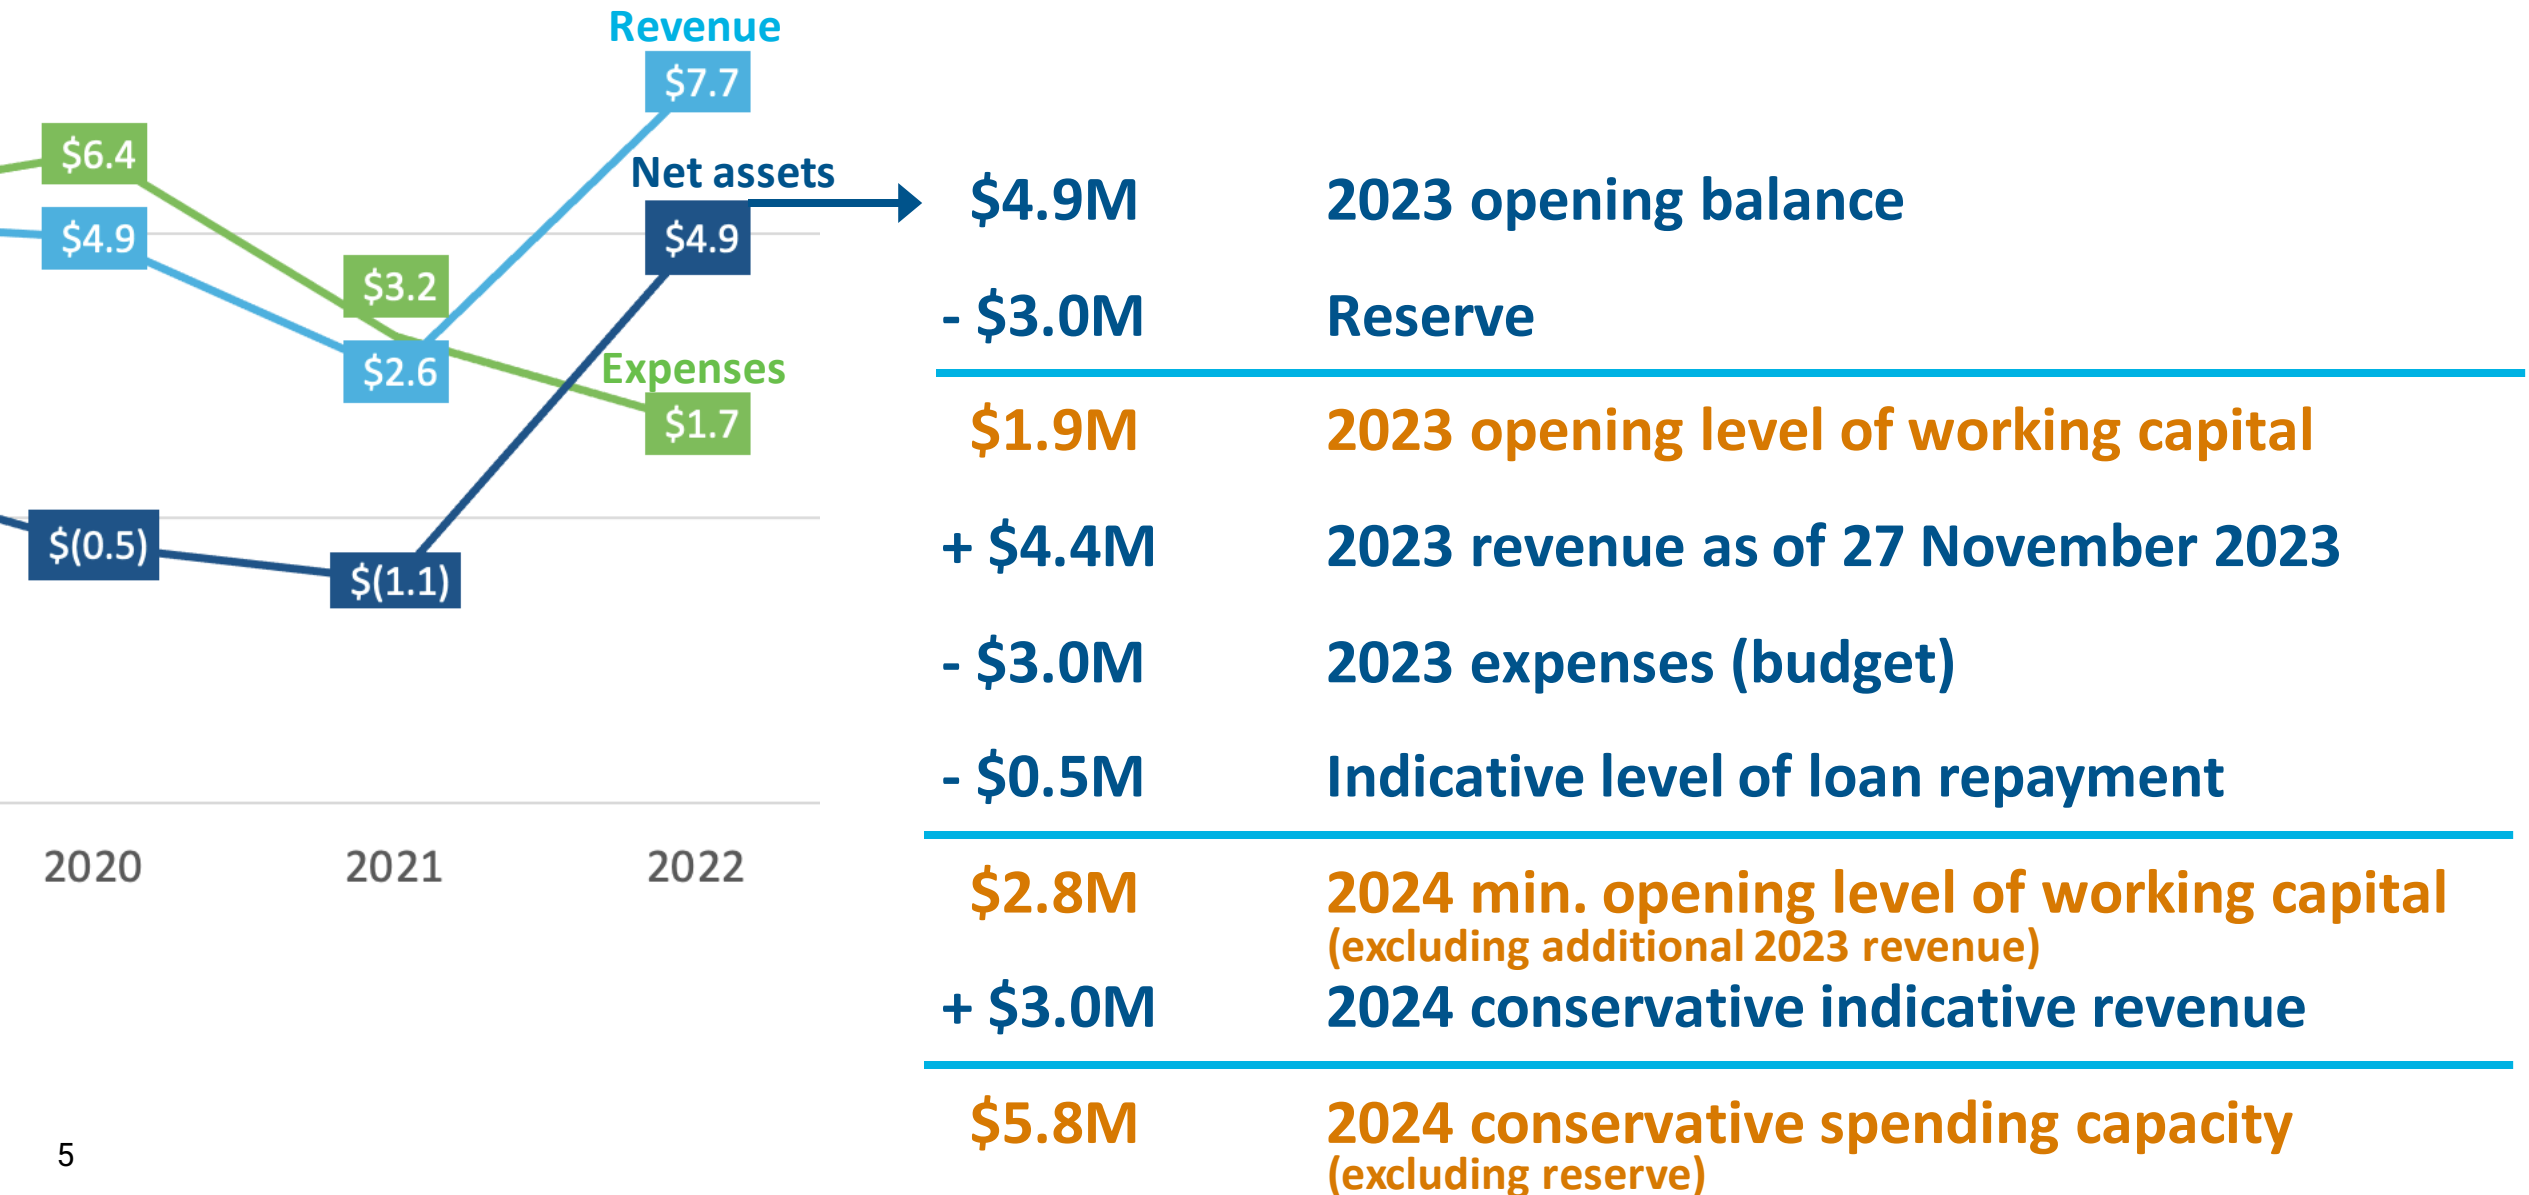 Revenue
$7.7
$6.4
Net assets
$4.9
$4.9
$3.2
$2.6
Expenses
$1.7
$(0.5)
$(1.1)
2020 2021 2022
$4.9M 2023 opening balance
- $3.0M Reserve
$1.9M 2023 opening level of working capital
+ $4.4M 2023 revenue as of 27 November 2023
- $3.0M 2023 expenses (budget)
- $0.5M Indicative level of loan repayment
$2.8M 2024 min. opening level of working capital
(excluding additional 2023 revenue)
+ $3.0M 2024 conservative indicative revenue
$5.8M 2024 conservative spending capacity
(excluding reserve)
5